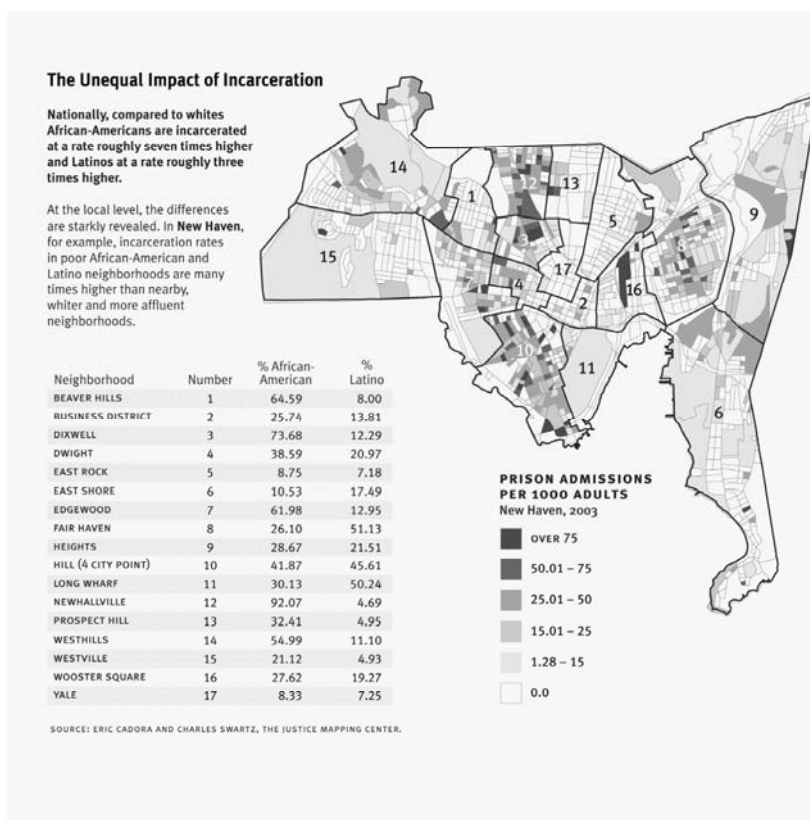 The Unequal Impact of Incarceration
Nationally, compared to whites
African-Americans are incarcerated
at a rate roughly seven times higher
and Latinos at a rate roughly three
times higher.
At the local level, the differences
are starkly revealed. In New Haven,
for example, incarceration rates
in poor African-American and
Latino neighborhoods are many
times higher than nearby,
whiter and more affluent
neighborhoods.
Neighborhood Number % African-American % Latino
BEAVER HILLS 1 64.59 8.00
BUSINESS DISTRICT 2 25.74 13.81
DIXWELL 3 73.68 12.29
DWIGHT 4 38.59 20.97
EAST ROCK 5 8.75 7.18
EAST SHORE 6 10.53 17.49
EDGEWOOD 7 61.98 12.95
FAIR HAVEN 8 26.10 51.13
HEIGHTS 9 28.67 21.51
HILL (4 CITY POINT) 10 41.87 45.61
LONG WHARF 11 30.13 50.24
NEWHALLVILLE 12 92.07 4.69
PROSPECT HILL 13 32.41 4.95
WESTHILLS 14 54.99 11.10
WESTVILLE 15 21.12 4.93
WOOSTER SQUARE 16 27.62 19.27
YALE 17 8.33 7.25
SOURCE: ERIC CADORA AND CHARLES SWARTZ, THE JUSTICE MAPPING CENTER.
14
12
13
1
5
9
3
8
15
17
7
4
16
2
10
11
6
PRISON ADMISSIONS
PER 1000 ADULTS
New Haven, 2003
OVER 75
50.01 – 75
25.01 – 50
15.01 – 25
1.28 – 15
0.0